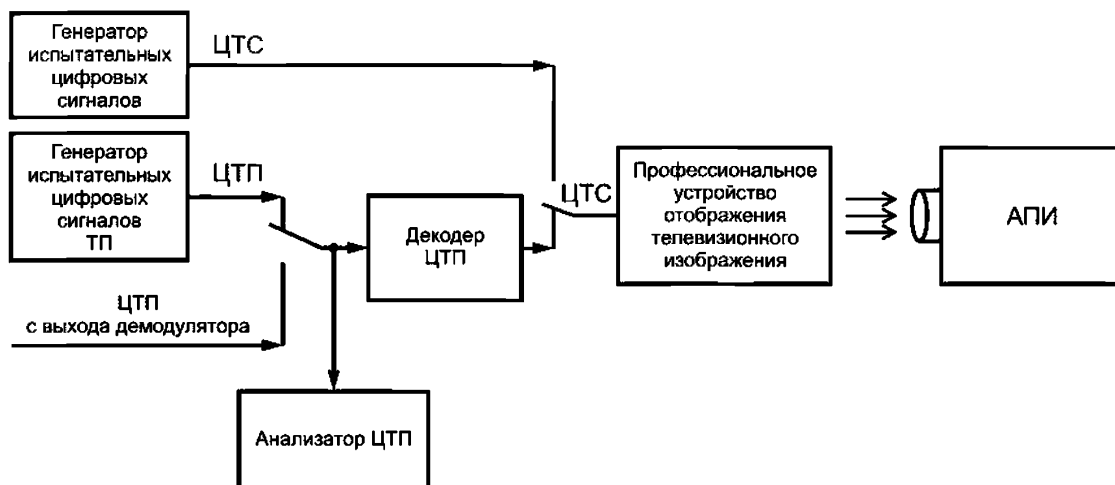 Генератор
испытательных
цифровых
сигналов
ЦТС
Генератор
испытательных
цифровых
сигналов
ТП
ЦТП
ЦТП
с выхода демодулятора
Декодер
ЦТП
Анализатор ЦТП
ЦТС
Профессиональное
устройство
отображения
телевизионного
изображения
АПИ